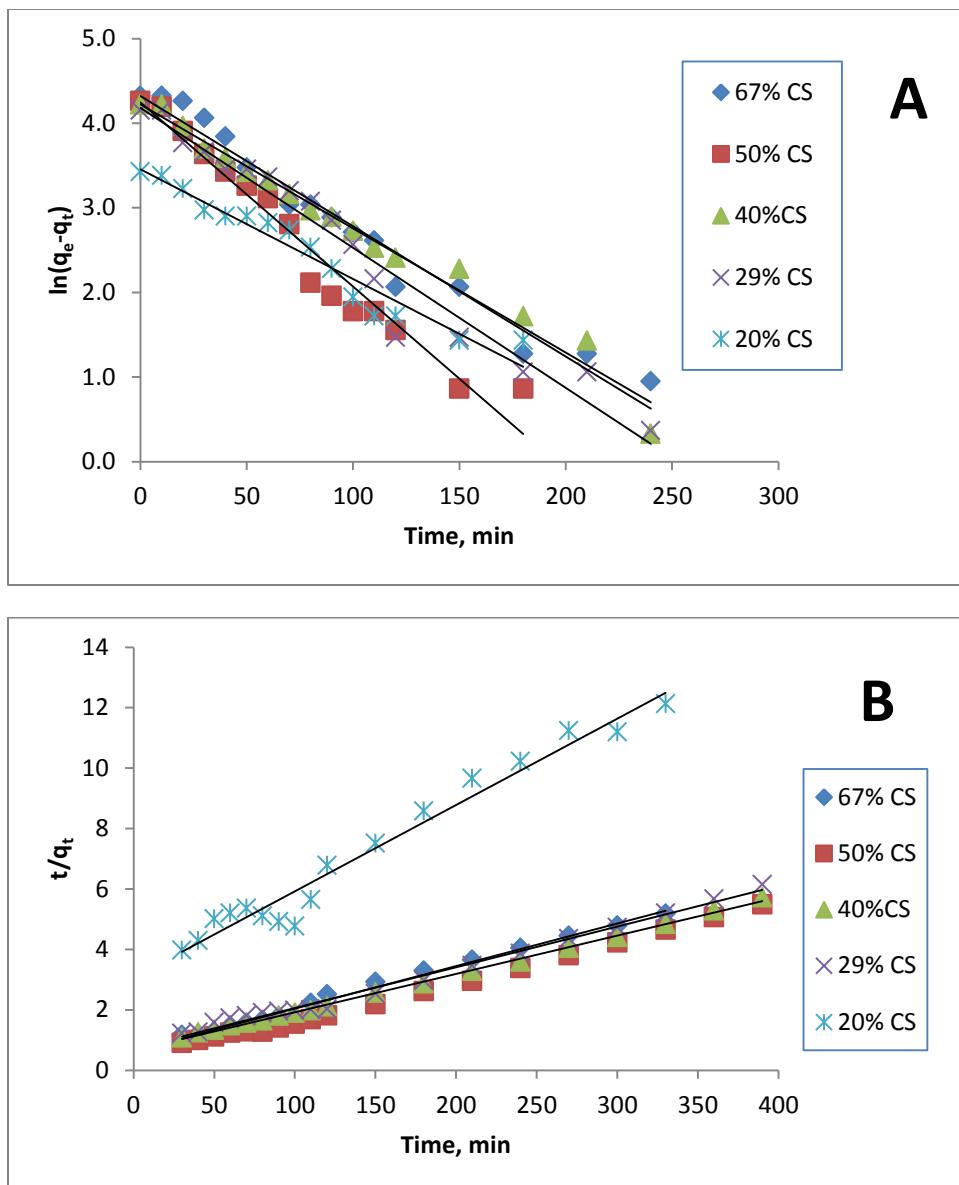 A
5.0
4.0
3.0
2.0
1.0
0.0
ln(qe-qt)
0 50 100 150 200 250 300
Time, min
67% CS
50% CS
40%CS
29% CS
20% CS
B
14
12
10
8
6
4
2
0
t/qt
0 50 100 150 200 250 300 350 400
Time, min
67% CS
50% CS
40%CS
29% CS
20% CS